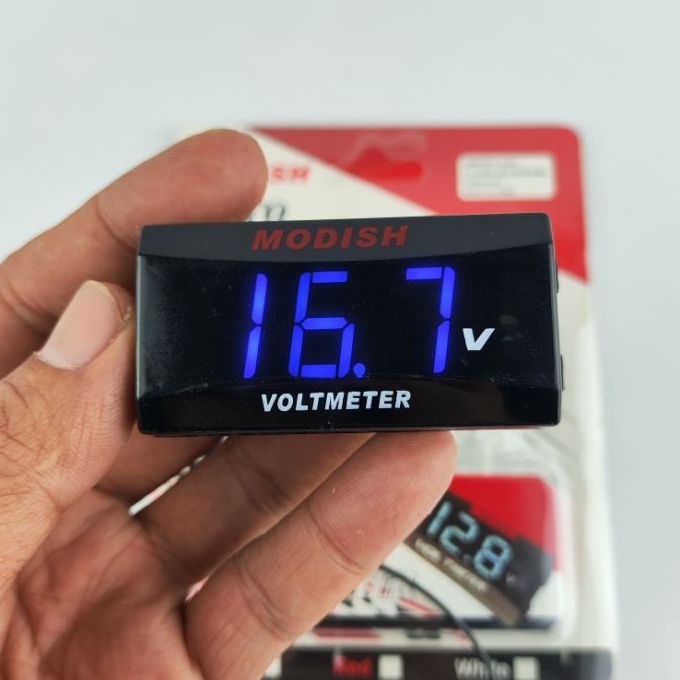 MODISH
16.7 V
VOLTMETER
12.8
Red
White